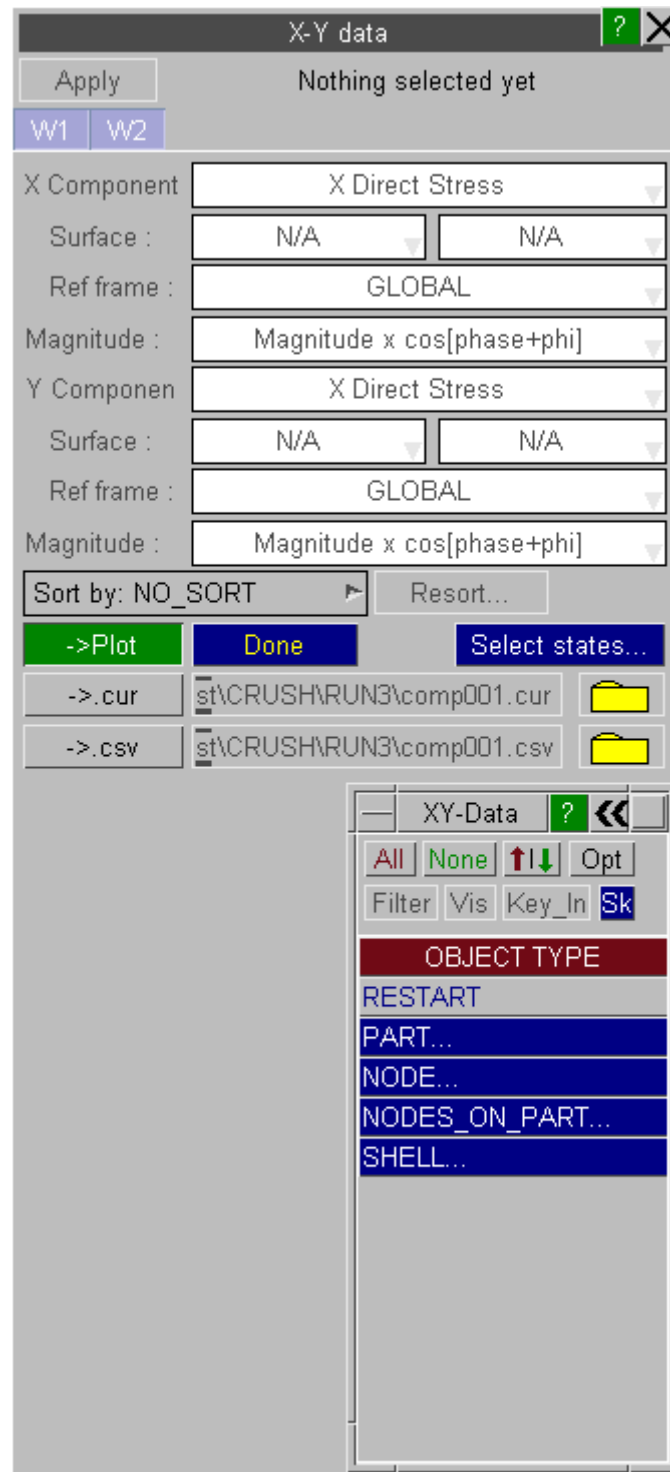 X-Y data ?
Apply Nothing selected yet
W1 W2
X Component X Direct Stress
Surface : N/A N/A
Ref frame : GLOBAL
Magnitude : Magnitude x cos[phase+phi]
Y Componen X Direct Stress
Surface : N/A N/A
Ref frame : GLOBAL
Magnitude : Magnitude x cos[phase+phi]
Sort by: NO_SORT Resort...
->Plot Done Select states...
->.cur st\CRUSH\RUN3\comp001.cur
->.csv st\CRUSH\RUN3\comp001.csv
XY-Data ?
All None Opt
Filter Vis Key_In Sk
OBJECT TYPE
RESTART
PART...
NODE...
NODES_ON_PART...
SHELL...